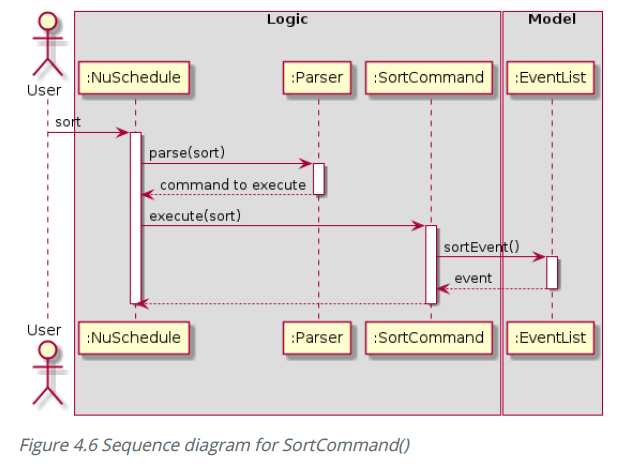 Logic
Model
User
:NuSchedule
:Parser
:SortCommand
:EventList
sort
parse(sort)
command to execute
execute(sort)
sortEvent()
event
User
:NuSchedule
:Parser
:SortCommand
:EventList
Figure 4.6 Sequence diagram for SortCommand()